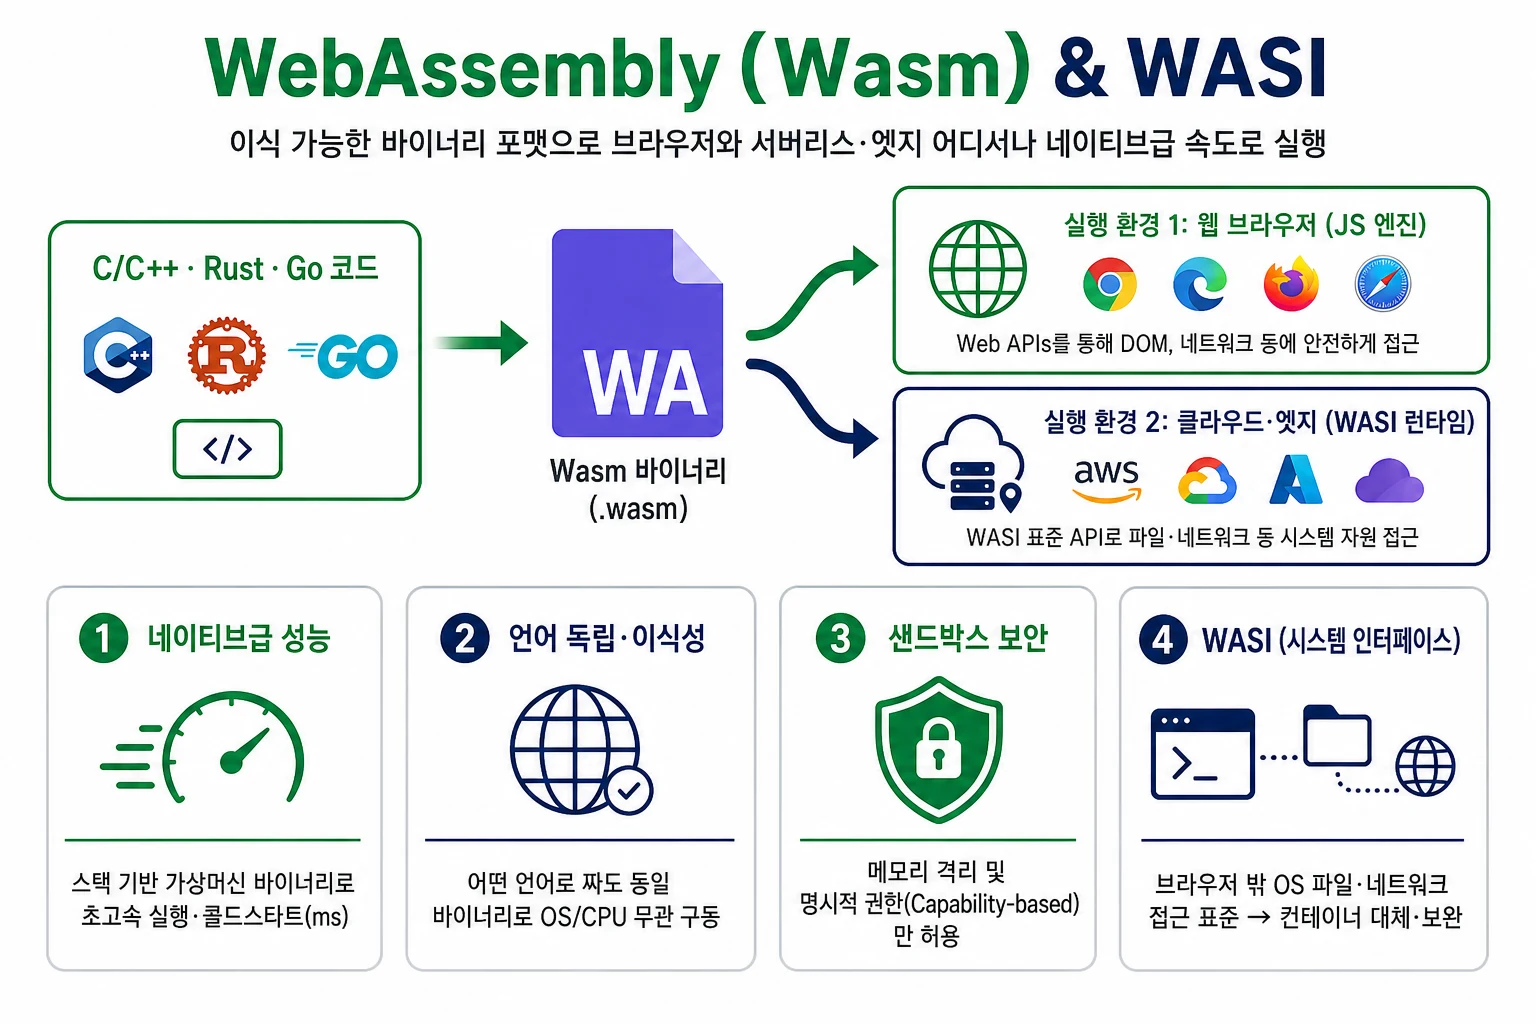 WebAssembly (Wasm) & WASI
이식 가능한 바이너리 포맷으로 브라우저와 서버리스·엣지 어디서나 네이티브급 속도로 실행
C/C++ · Rust · Go 코드
C++
R
GO
</>
WA
Wasm 바이너리
(.wasm)
실행 환경 1: 웹 브라우저 (JS 엔진)
Web APIs를 통해 DOM, 네트워크 등에 안전하게 접근
실행 환경 2: 클라우드·엣지 (WASI 런타임)
aws
WASI 표준 API로 파일·네트워크 등 시스템 자원 접근
1 네이티브급 성능
스택 기반 가상머신 바이너리로
초고속 실행·콜드스타트(ms)
2 언어 독립·이식성
어떤 언어로 짜도 동일
바이너리로 OS/CPU 무관 구동
3 샌드박스 보안
메모리 격리 및
명시적 권한(Capability-based)
만 허용
4 WASI (시스템 인터페이스)
브라우저 밖 OS 파일·네트워크
접근 표준 → 컨테이너 대체·보완